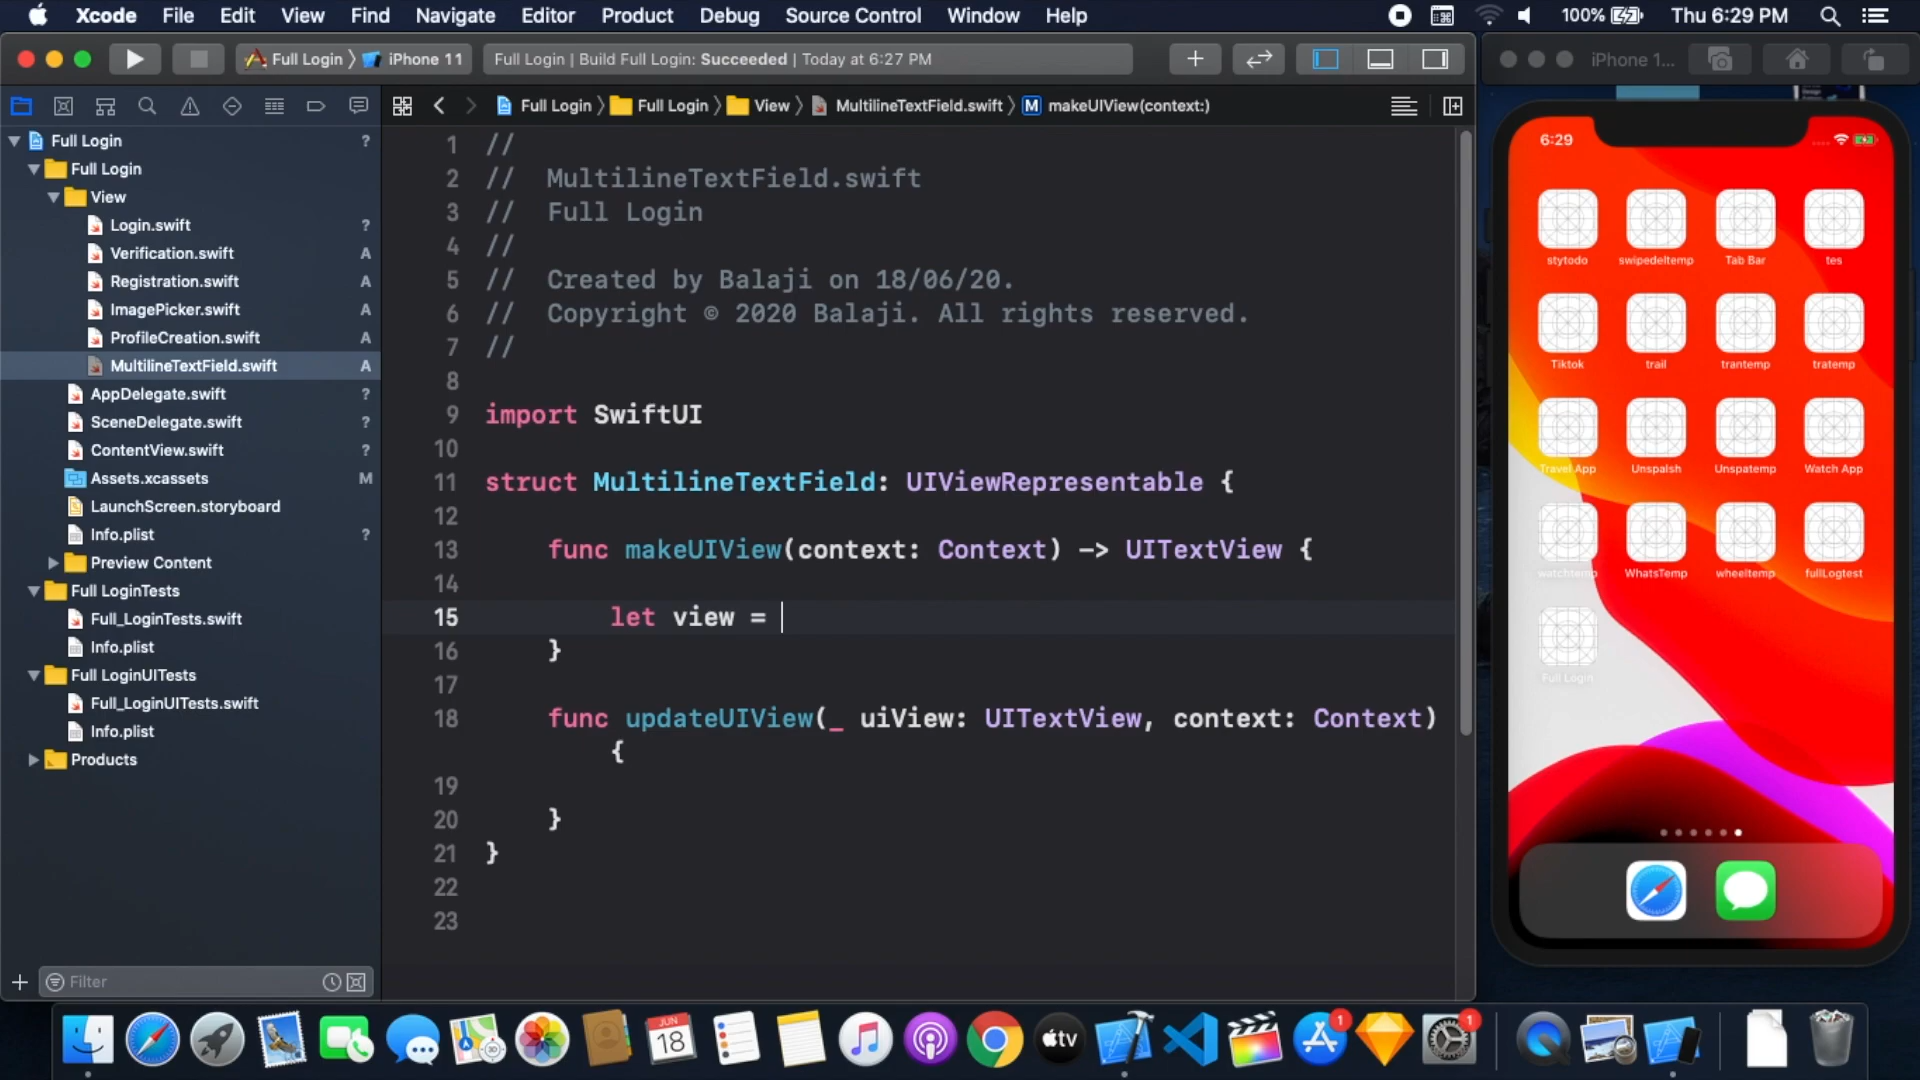 Xcode File Edit View Find Navigate Editor Product Debug Source Control Window Help 100% Thu 6:29 PM
Full Login 〉 iPhone 11
Full Login | Build Full Login: Succeeded | Today at 6:27 PM
iPhone 1...
Full Login 〉 Full Login 〉 View 〉 MultilineTextField.swift 〉 M makeUIView(context:)
Full Login ?
Full Login
View
Login.swift ?
Verification.swift A
Registration.swift A
ImagePicker.swift A
ProfileCreation.swift A
MultilineTextField.swift A
AppDelegate.swift ?
SceneDelegate.swift ?
ContentView.swift ?
Assets.xcassets M
LaunchScreen.storyboard
Info.plist ?
Preview Content
Full LoginTests
Full_LoginTests.swift
Info.plist
Full LoginUITests
Full_LoginUITests.swift
Info.plist
Products
Filter
1 //
2 //  MultilineTextField.swift
3 //  Full Login
4 //
5 //  Created by Balaji on 18/06/20.
6 //  Copyright © 2020 Balaji. All rights reserved.
7 //
8
9 import SwiftUI
10
11 struct MultilineTextField: UIViewRepresentable {
12
13     func makeUIView(context: Context) -> UITextView {
14
15         let view =
16     }
17
18     func updateUIView(_ uiView: UITextView, context: Context)
{
19
20     }
21 }
22
23
6:29
stytodo swipedeltemp Tab Bar tes
Tiktok trail trantemp tratemp
Travel App Unspalsh Unspatemp Watch App
watchtemp WhatsTemp wheeltemp fullLogtest
Full Login
JUN
18
tv
1
1